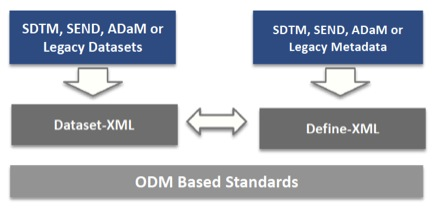 SDTM, SEND, ADaM or
Legacy Datasets
SDTM, SEND, ADaM or
Legacy Metadata
Dataset-XML
Define-XML
ODM Based Standards